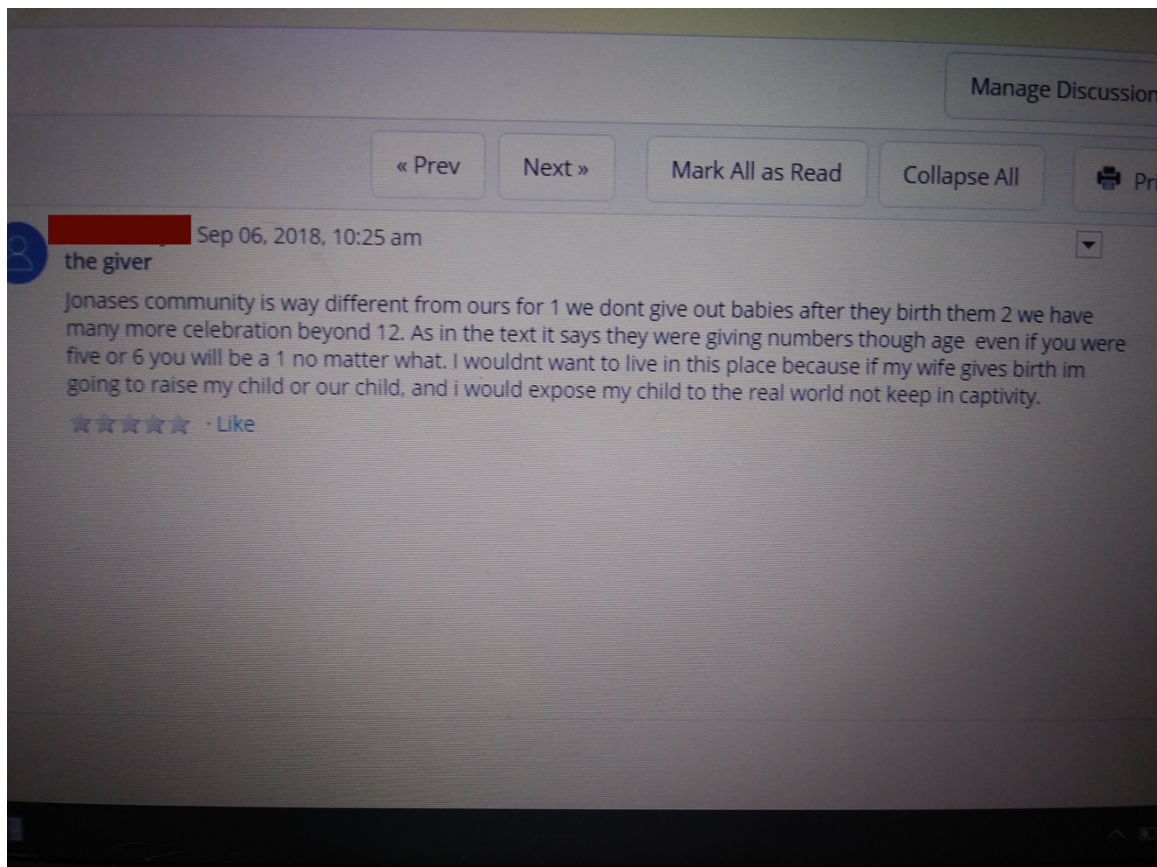 Manage Discussion
« Prev
Next »
Mark All as Read
Collapse All
Pri
Sep 06, 2018, 10:25 am
the giver
Jonases community is way different from ours for 1 we dont give out babies after they birth them 2 we have
many more celebration beyond 12. As in the text it says they were giving numbers though age  even if you were
five or 6 you will be a 1 no matter what. I wouldnt want to live in this place because if my wife gives birth im
going to raise my child or our child, and i would expose my child to the real world not keep in captivity.
· Like